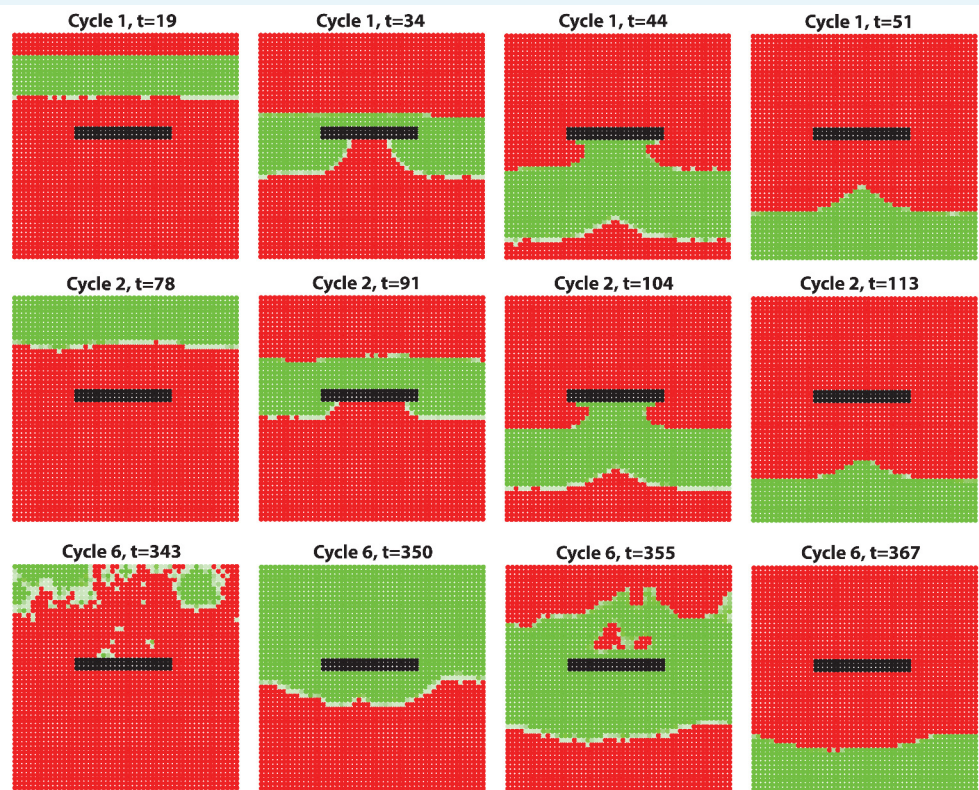 Cycle 1, t=19
Cycle 1, t=34
Cycle 1, t=44
Cycle 1, t=51
Cycle 2, t=78
Cycle 2, t=91
Cycle 2, t=104
Cycle 2, t=113
Cycle 6, t=343
Cycle 6, t=350
Cycle 6, t=355
Cycle 6, t=367